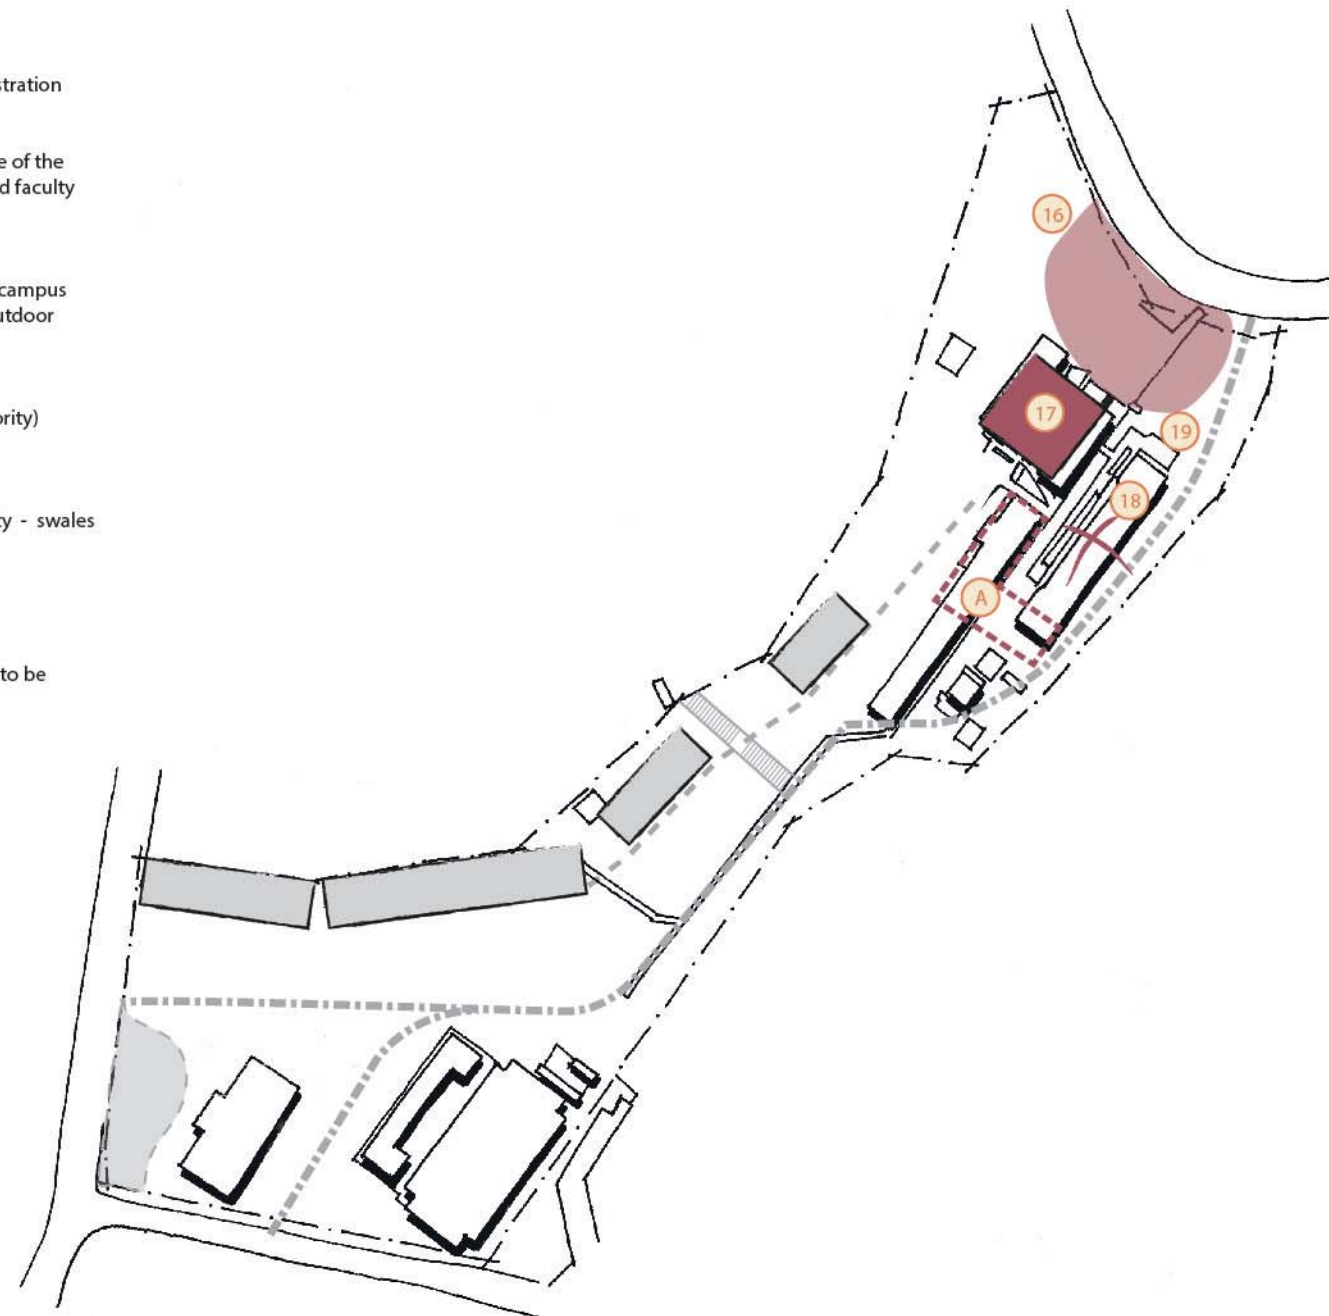 stration
e of the
d faculty
campus
utdoor
ority)
ty - swales
to be
16
17
19
18
A